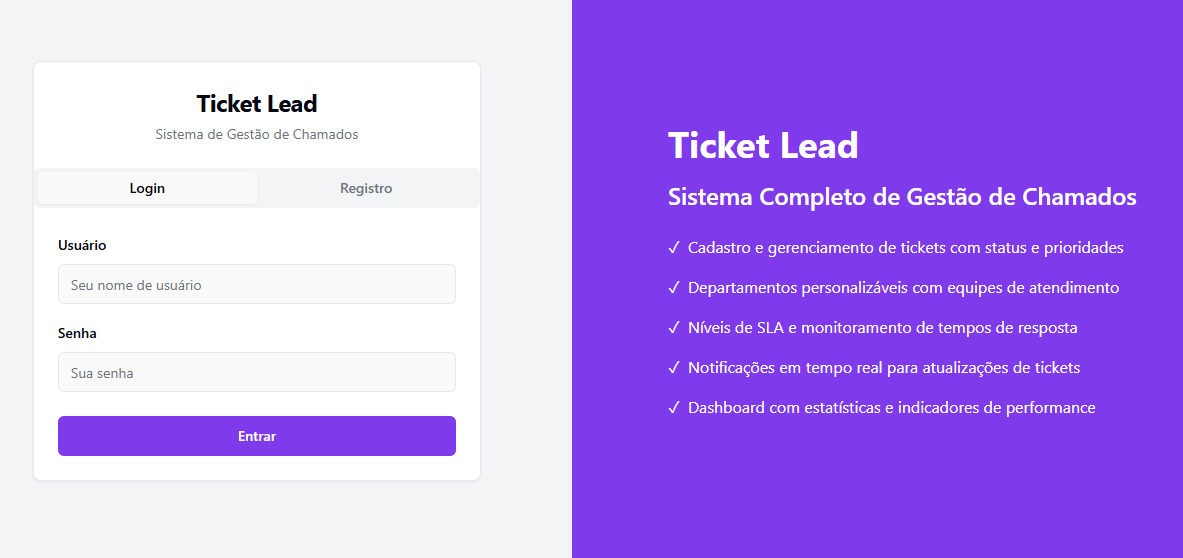 Ticket Lead
Sistema de Gestão de Chamados
Login
Registro
Usuário
Seu nome de usuário
Senha
Sua senha
Entrar
Ticket Lead
Sistema Completo de Gestão de Chamados
✓ Cadastro e gerenciamento de tickets com status e prioridades
✓ Departamentos personalizáveis com equipes de atendimento
✓ Níveis de SLA e monitoramento de tempos de resposta
✓ Notificações em tempo real para atualizações de tickets
✓ Dashboard com estatísticas e indicadores de performance